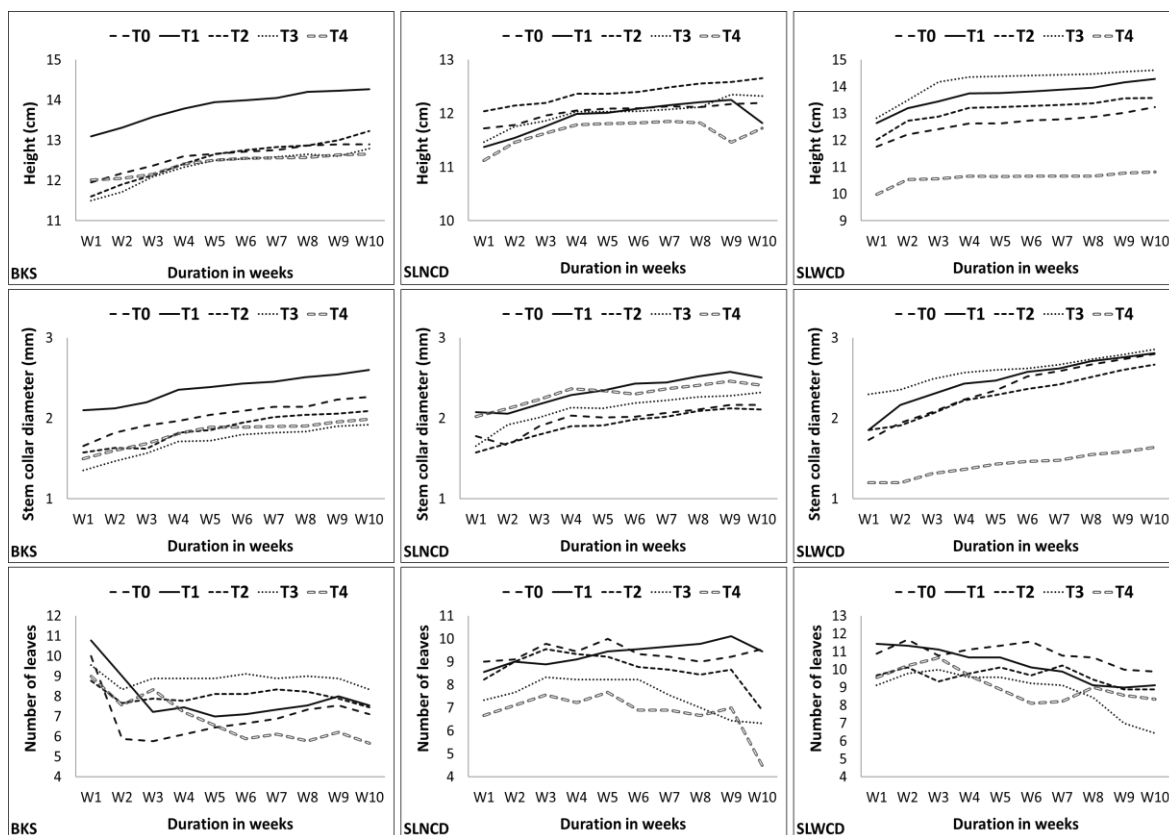 T0 T1 T2 T3 T4
Height (cm)
15
14
13
12
11
W1 W2 W3 W4 W5 W6 W7 W8 W9 W10
BKS Duration in weeks
T0 T1 T2 T3 T4
Height (cm)
13
12
11
10
W1 W2 W3 W4 W5 W6 W7 W8 W9 W10
SLNCD Duration in weeks
T0 T1 T2 T3 T4
Height (cm)
15
14
13
12
11
10
9
W1 W2 W3 W4 W5 W6 W7 W8 W9 W10
SLWCD Duration in weeks
T0 T1 T2 T3 T4
Stem collar diameter (mm)
3
2
1
W1 W2 W3 W4 W5 W6 W7 W8 W9 W10
BKS Duration in weeks
T0 T1 T2 T3 T4
Stem collar diameter (mm)
3
2
1
W1 W2 W3 W4 W5 W6 W7 W8 W9 W10
SLNCD Duration in weeks
T0 T1 T2 T3 T4
Stem collar diameter (mm)
3
2
1
W1 W2 W3 W4 W5 W6 W7 W8 W9 W10
SLWCD Duration in weeks
T0 T1 T2 T3 T4
Number of leaves
12
11
10
9
8
7
6
5
4
W1 W2 W3 W4 W5 W6 W7 W8 W9 W10
BKS Duration in weeks
T0 T1 T2 T3 T4
Number of leaves
11
10
9
8
7
6
5
4
W1 W2 W3 W4 W5 W6 W7 W8 W9 W10
SLNCD Duration in weeks
T0 T1 T2 T3 T4
Number of leaves
13
12
11
10
9
8
7
6
5
4
W1 W2 W3 W4 W5 W6 W7 W8 W9 W10
SLWCD Duration in weeks